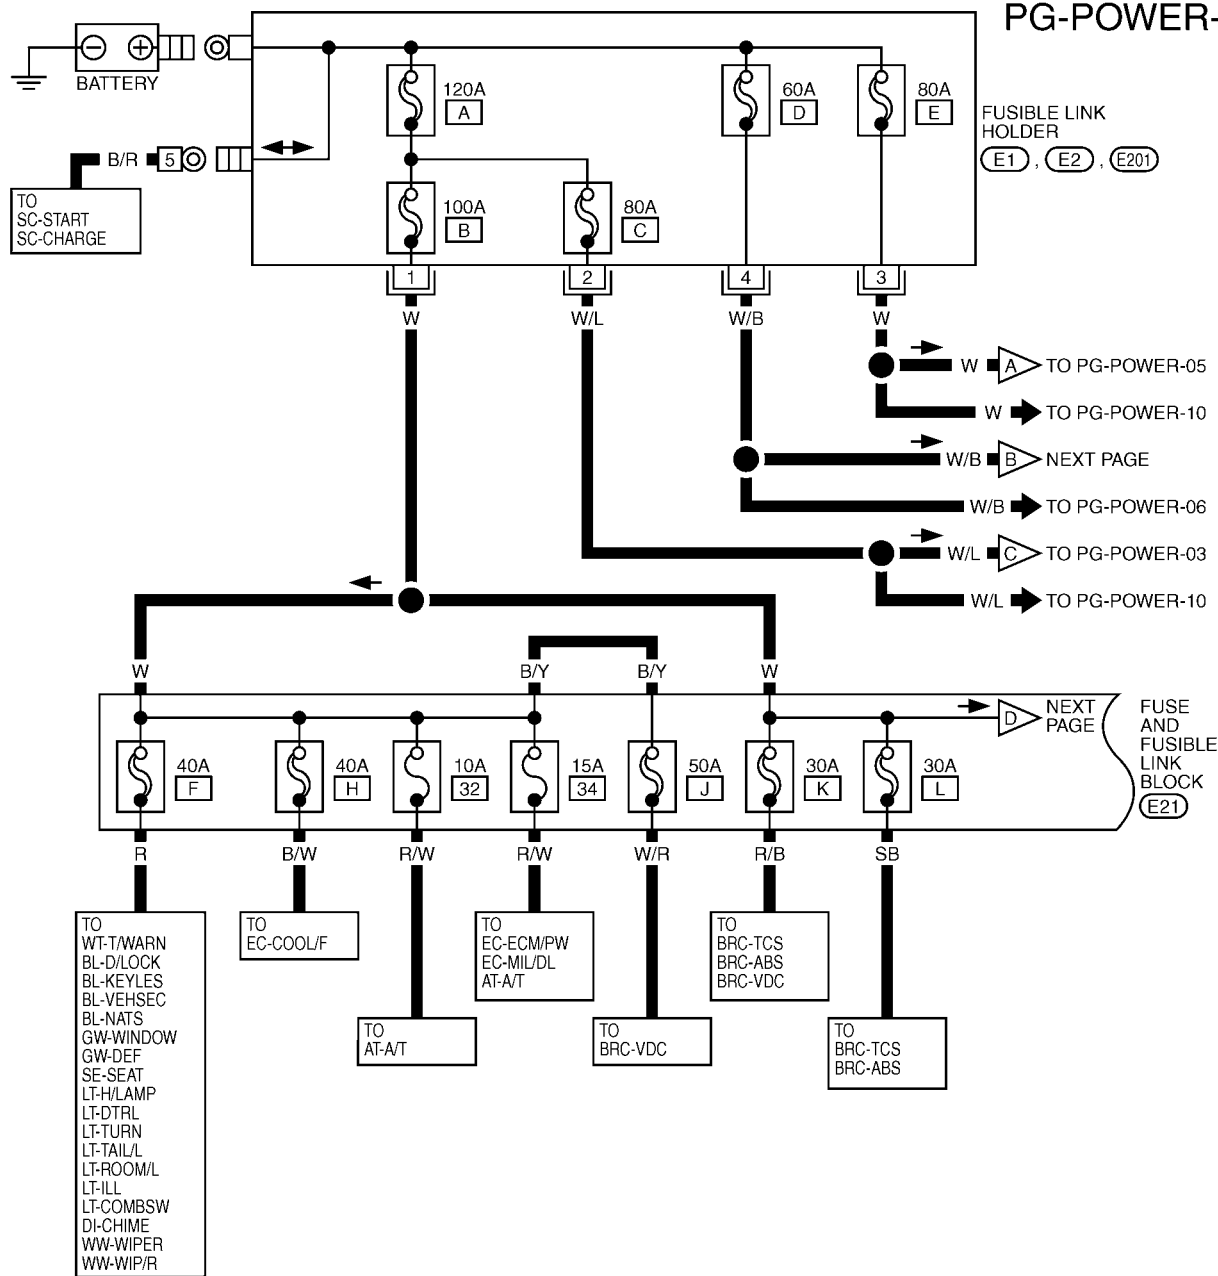 PG-POWER-
BATTERY
120A
A
60A
D
80A
E
FUSIBLE LINK
HOLDER
E1 , E2 , E201
B/R
5
TO
SC-START
SC-CHARGE
100A
B
80A
C
1
2
4
3
W
W/L
W/B
W
W
A
TO PG-POWER-05
W
TO PG-POWER-10
W/B
B
NEXT PAGE
W/B
TO PG-POWER-06
W/L
C
TO PG-POWER-03
W/L
TO PG-POWER-10
W
B/Y
B/Y
W
D
NEXT
PAGE
FUSE
AND
FUSIBLE
LINK
BLOCK
E21
40A
F
40A
H
10A
32
15A
34
50A
J
30A
K
30A
L
R
B/W
R/W
R/W
W/R
R/B
SB
TO
WT-T/WARN
BL-D/LOCK
BL-KEYLES
BL-VEHSEC
BL-NATS
GW-WINDOW
GW-DEF
SE-SEAT
LT-H/LAMP
LT-DTRL
LT-TURN
LT-TAIL/L
LT-ROOM/L
LT-ILL
LT-COMBSW
DI-CHIME
WW-WIPER
WW-WIP/R
TO
EC-COOL/F
TO
AT-A/T
TO
EC-ECM/PW
EC-MIL/DL
AT-A/T
TO
BRC-VDC
TO
BRC-TCS
BRC-ABS
BRC-VDC
TO
BRC-TCS
BRC-ABS